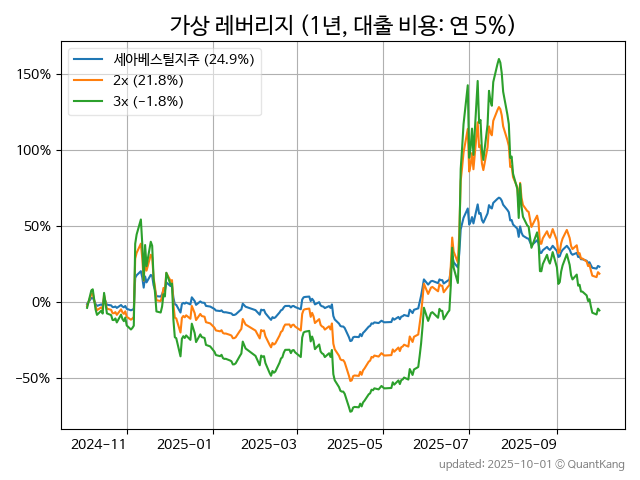 가상 레버리지 (1년, 대출 비용: 연 5%)
세아베스틸지주 (24.9%)
2x (21.8%)
3x (−1.8%)
150%
100%
50%
0%
−50%
2024-11 2025-01 2025-03 2025-05 2025-07 2025-09
updated: 2025-10-01 © QuantKang